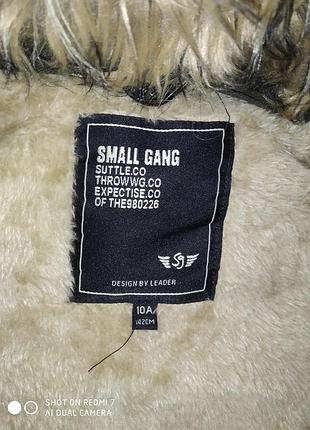 SMALL GANG
SUTTLE.CO
THROWWG.CO
EXPECTISE.CO
OF THE980226
SG
DESIGN BY LEADER
10A
142CM
SHOT ON REDMI 7
AI DUAL CAMERA